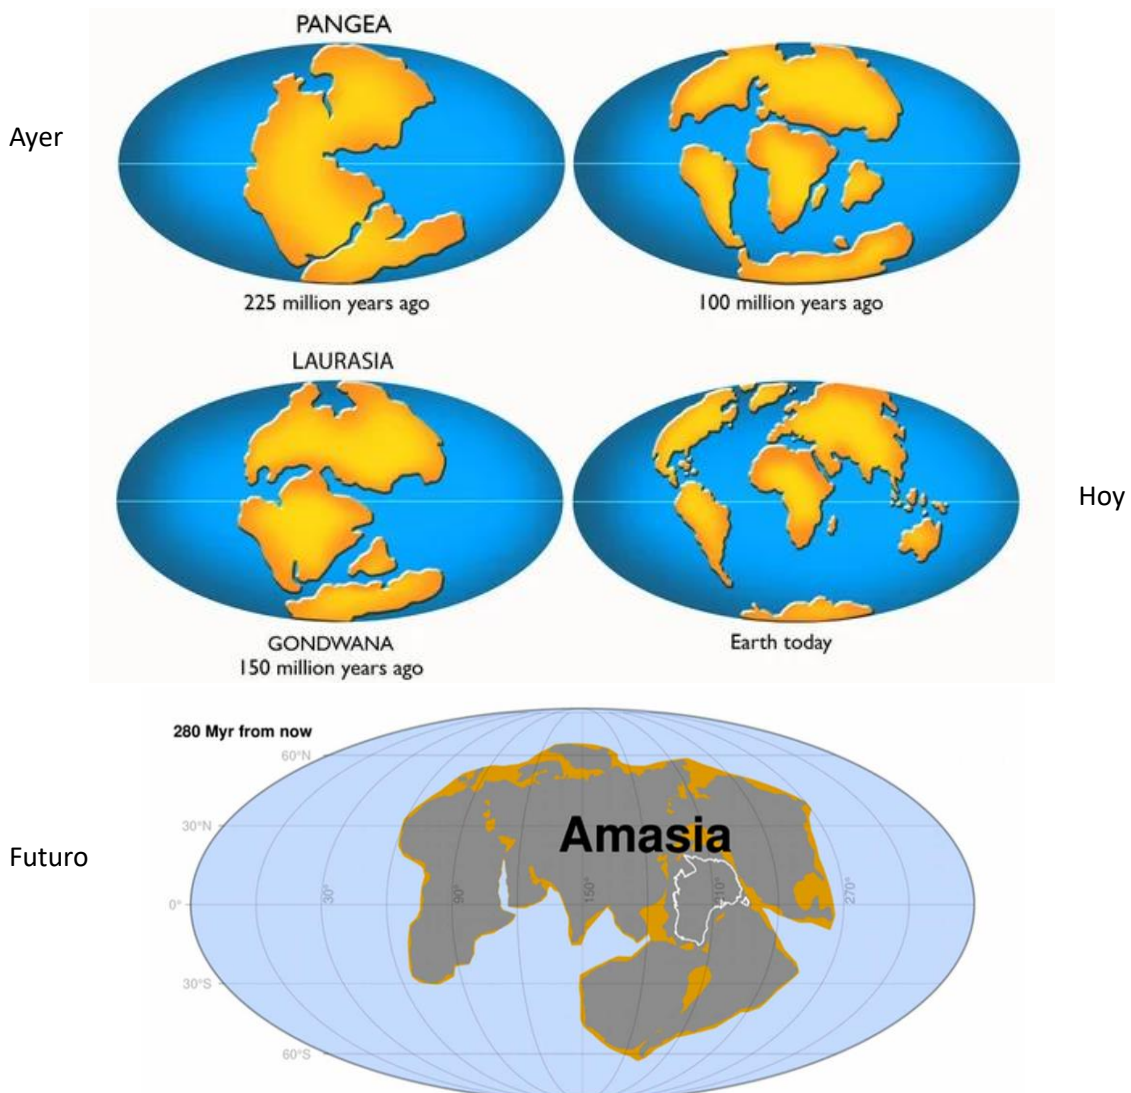 PANGEA
Ayer
225 million years ago
100 million years ago
LAURASIA
Hoy
GONDWANA
150 million years ago
Earth today
280 Myr from now
60°N
30°N
Amasia
Futuro
30°
90°
150°
210°
270°
0°
30°S
60°S